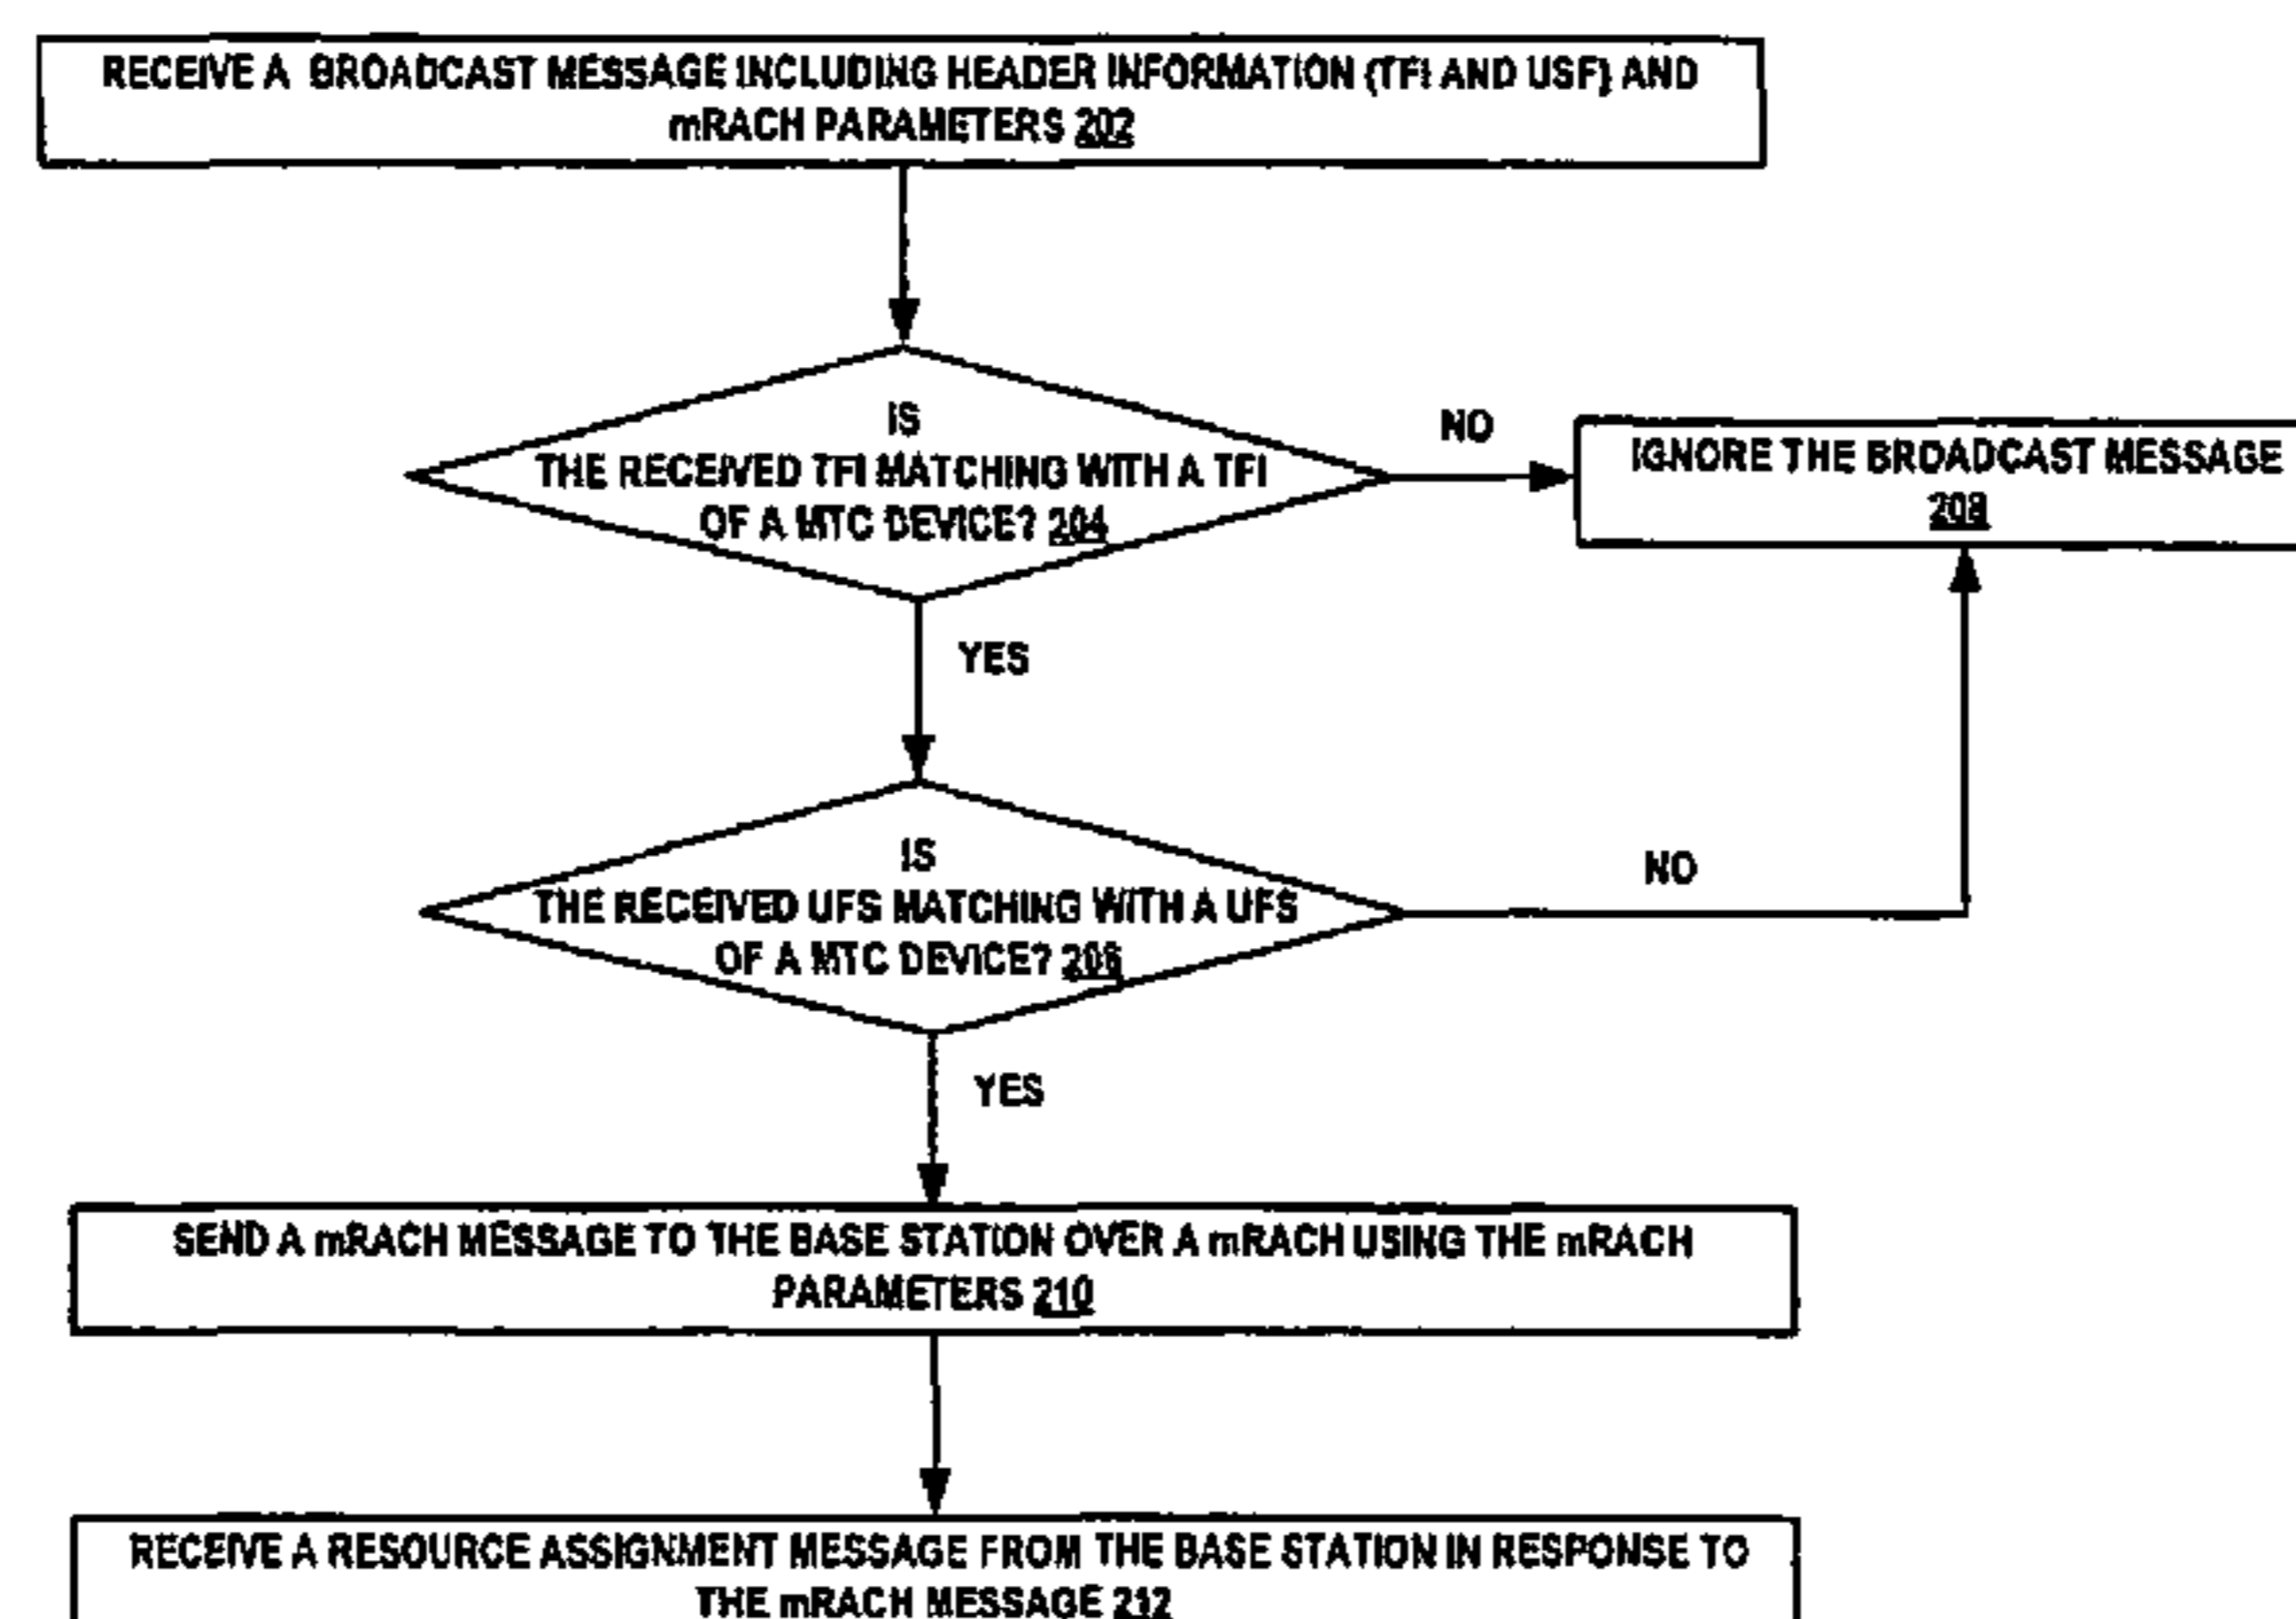 RECEIVE A BROADCAST MESSAGE INCLUDING HEADER INFORMATION (TFI AND USF) AND
mRACH PARAMETERS 202
IS
THE RECEIVED TFI MATCHING WITH A TFI
OF A MTC DEVICE? 204
NO
IGNORE THE BROADCAST MESSAGE
208
YES
IS
THE RECEIVED UFS MATCHING WITH A UFS
OF A MTC DEVICE? 206
NO
YES
SEND A mRACH MESSAGE TO THE BASE STATION OVER A mRACH USING THE mRACH
PARAMETERS 210
RECEIVE A RESOURCE ASSIGNMENT MESSAGE FROM THE BASE STATION IN RESPONSE TO
THE mRACH MESSAGE 212